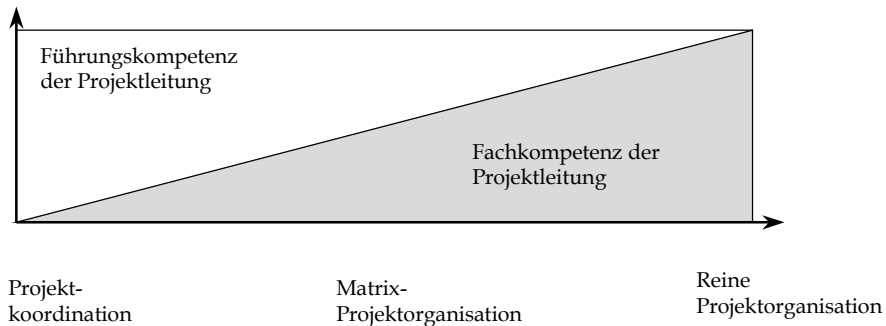 Führungskompetenz
der Projektleitung
Fachkompetenz der
Projektleitung
Projekt-
koordination
Matrix-
Projektorganisation
Reine
Projektorganisation